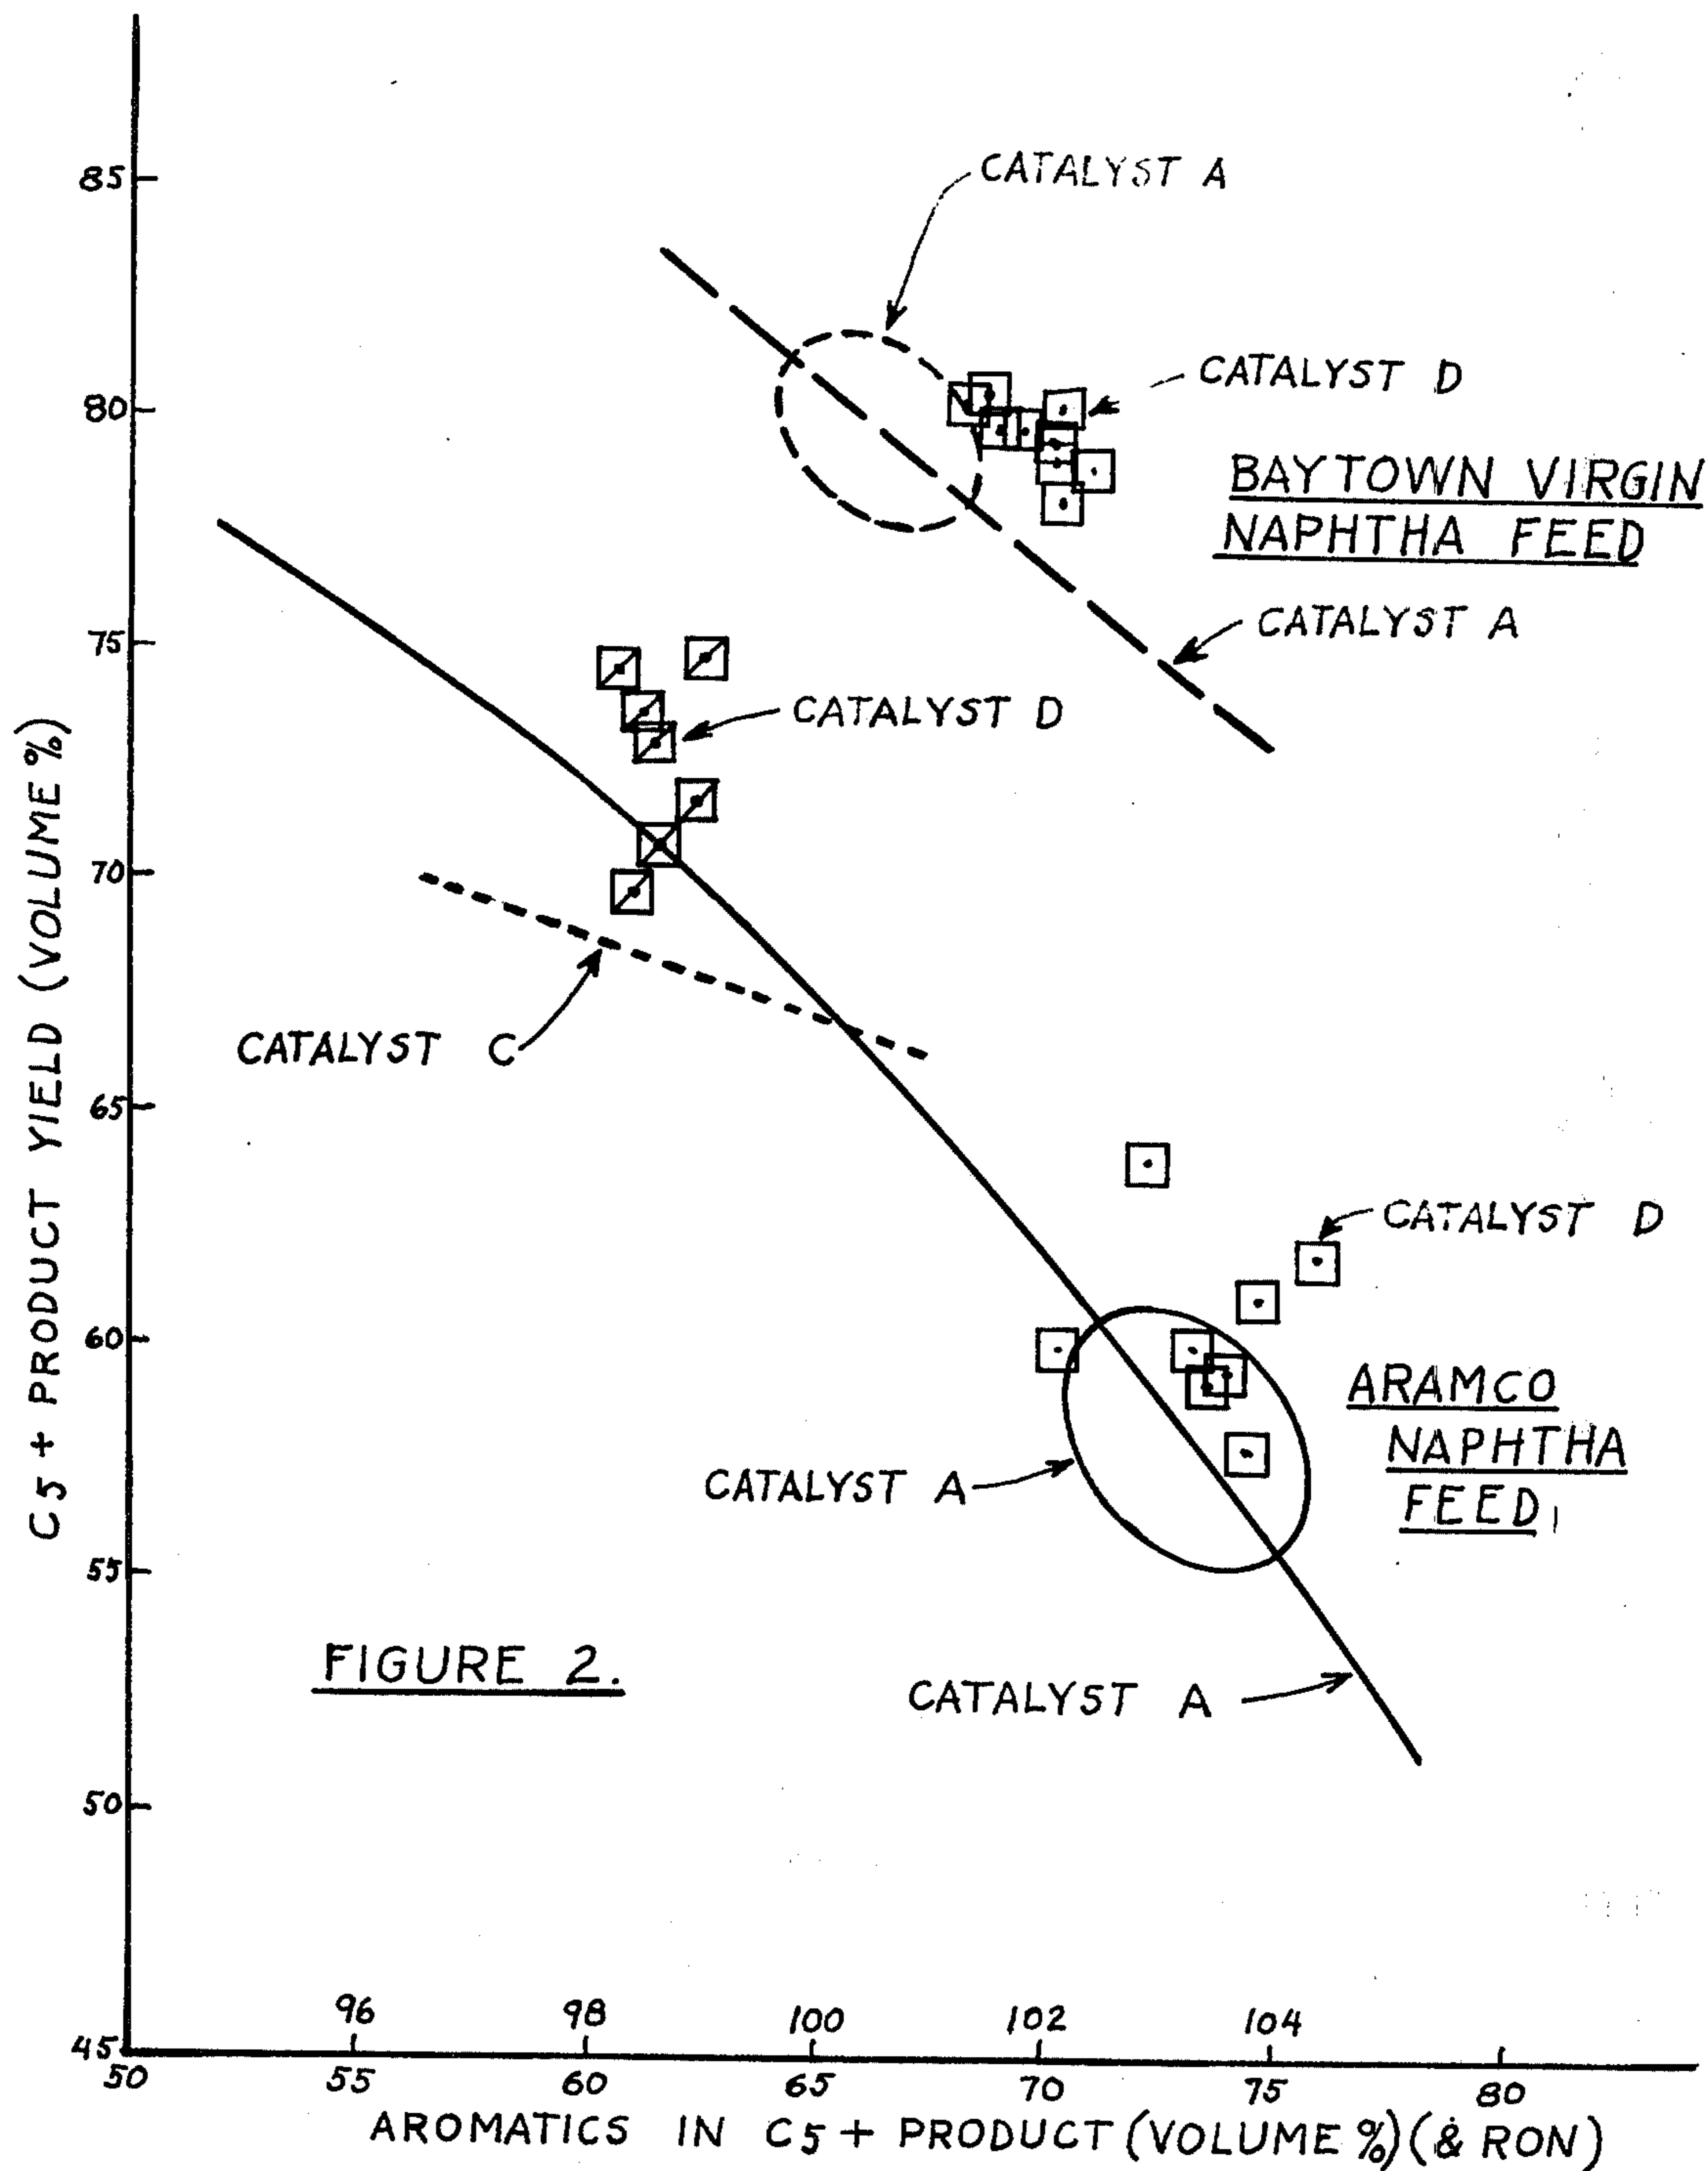 85
CATALYST A
80
CATALYST D
BAYTOWN VIRGIN
NAPHTHA FEED
75
CATALYST A
CATALYST D
70
CATALYST C
65
CATALYST D
60
ARAMCO
NAPHTHA
FEED
CATALYST A
55
FIGURE 2.
CATALYST A
50
C5+ PRODUCT YIELD (VOLUME %)
96 98 100 102 104
45
50 55 60 65 70 75 80
AROMATICS IN C5+ PRODUCT (VOLUME %) (& RON)